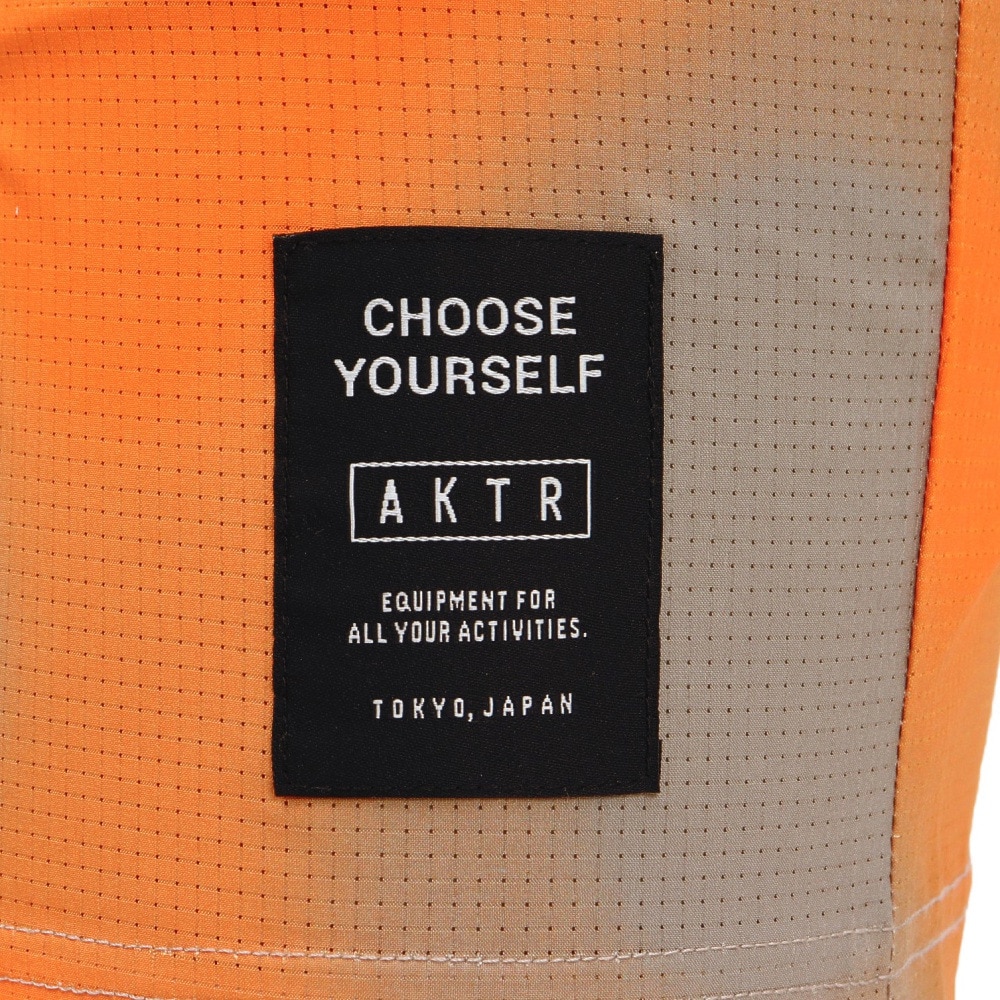 CHOOSE
YOURSELF
AKTR
EQUIPMENT FOR
ALL YOUR ACTIVITIES.
TOKYO, JAPAN